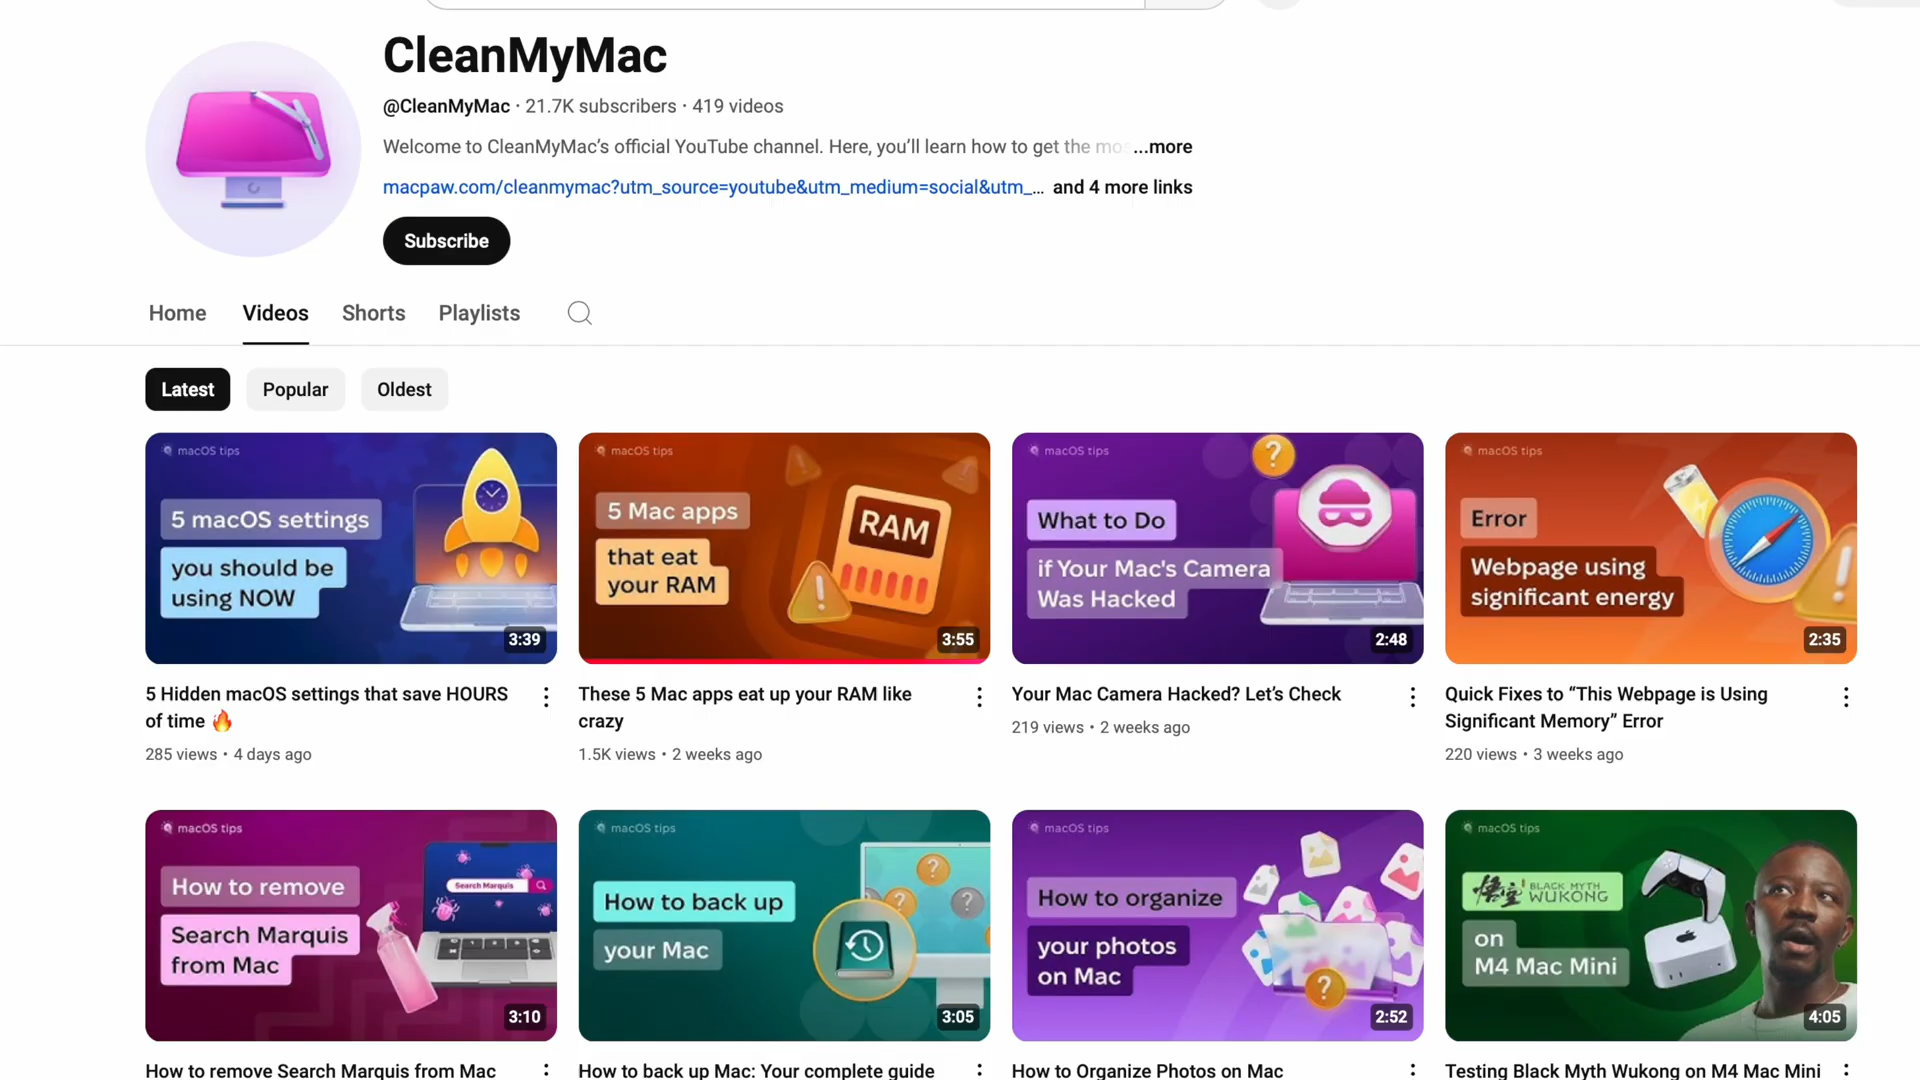 CleanMyMac
@CleanMyMac · 21.7K subscribers · 419 videos
Welcome to CleanMyMac’s official YouTube channel. Here, you’ll learn how to get the mos ...more
macpaw.com/cleanmymac?utm_source=youtube&utm_medium=social&utm_... and 4 more links
Subscribe
Home Videos Shorts Playlists
Latest Popular Oldest
macOS tips
5 macOS settings
you should be
using NOW
3:39
macOS tips
5 Mac apps
that eat
your RAM
RAM
3:55
macOS tips
What to Do
if Your Mac's Camera
Was Hacked
2:48
macOS tips
Error
Webpage using
significant energy
2:35
5 Hidden macOS settings that save HOURS
of time 🔥
285 views • 4 days ago
These 5 Mac apps eat up your RAM like
crazy
1.5K views • 2 weeks ago
Your Mac Camera Hacked? Let’s Check
219 views • 2 weeks ago
Quick Fixes to “This Webpage is Using
Significant Memory” Error
220 views • 3 weeks ago
macOS tips
How to remove
Search Marquis
from Mac
Search Marquis
3:10
macOS tips
How to back up
your Mac
3:05
macOS tips
How to organize
your photos
on Mac
2:52
macOS tips
悟空 BLACK MYTH
WUKONG
on
M4 Mac Mini
4:05
How to remove Search Marquis from Mac
How to back up Mac: Your complete guide
How to Organize Photos on Mac
Testing Black Myth Wukong on M4 Mac Mini